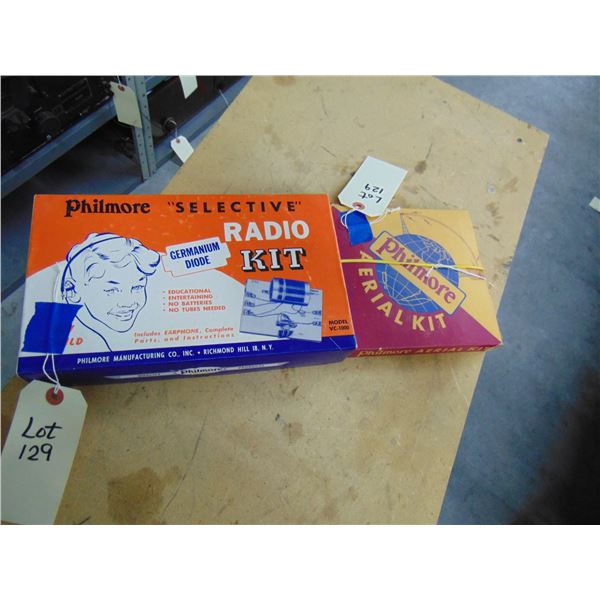 Philmore "SELECTIVE"
RADIO
KIT
GERMANIUM
DIODE
• EDUCATIONAL
• ENTERTAINING
• NO BATTERIES
• NO TUBES NEEDED
Includes EARPHONE, Complete
Parts, and Instructions
MODEL
VC-1000
LD
PHILMORE MANUFACTURING CO., INC. • RICHMOND HILL 18, N. Y.
Philmore
Lot
129
Lot
129
Philmore
ERIAL KIT
Philmore AERIAL KIT